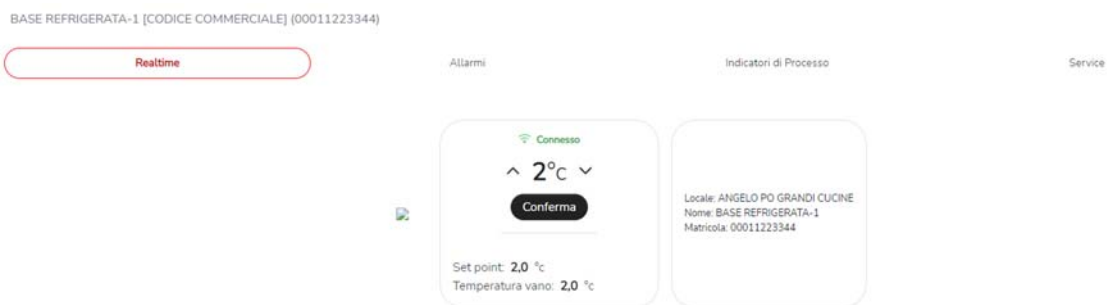 BASE REFRIGERATA-1 [CODICE COMMERCIALE] (00011223344)
Realtime
Allarmi
Indicatori di Processo
Service
Connesso
2°c
Conferma
Set point: 2,0 °c
Temperatura vano: 2,0 °c
Locale: ANGELO PO GRANDI CUCINE
Nome: BASE REFRIGERATA-1
Matricola: 00011223344